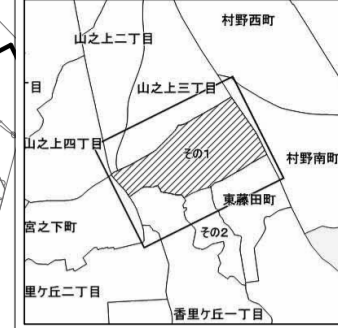 村野西町
山之上二丁目
丁目
山之上三丁目
山之上四丁目
その1
村野南町
東藤田町
宮之下町
その2
里ケ丘二丁目
香里ケ丘一丁目